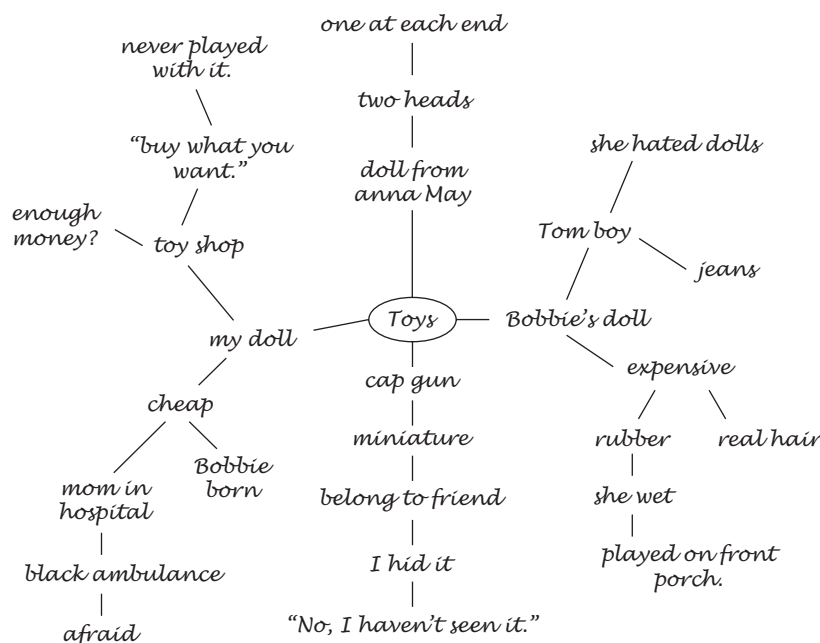 one at each end
never played
with it.
two heads
"buy what you
want."
she hated dolls
doll from
anna May
enough
money?
toy shop
Tom boy
jeans
Toys
Bobbie's doll
my doll
cap gun
expensive
cheap
miniature
rubber
real hair
Bobbie
born
mom in
hospital
belong to friend
she wet
I hid it
played on front
porch.
black ambulance
"No, I haven't seen it."
afraid